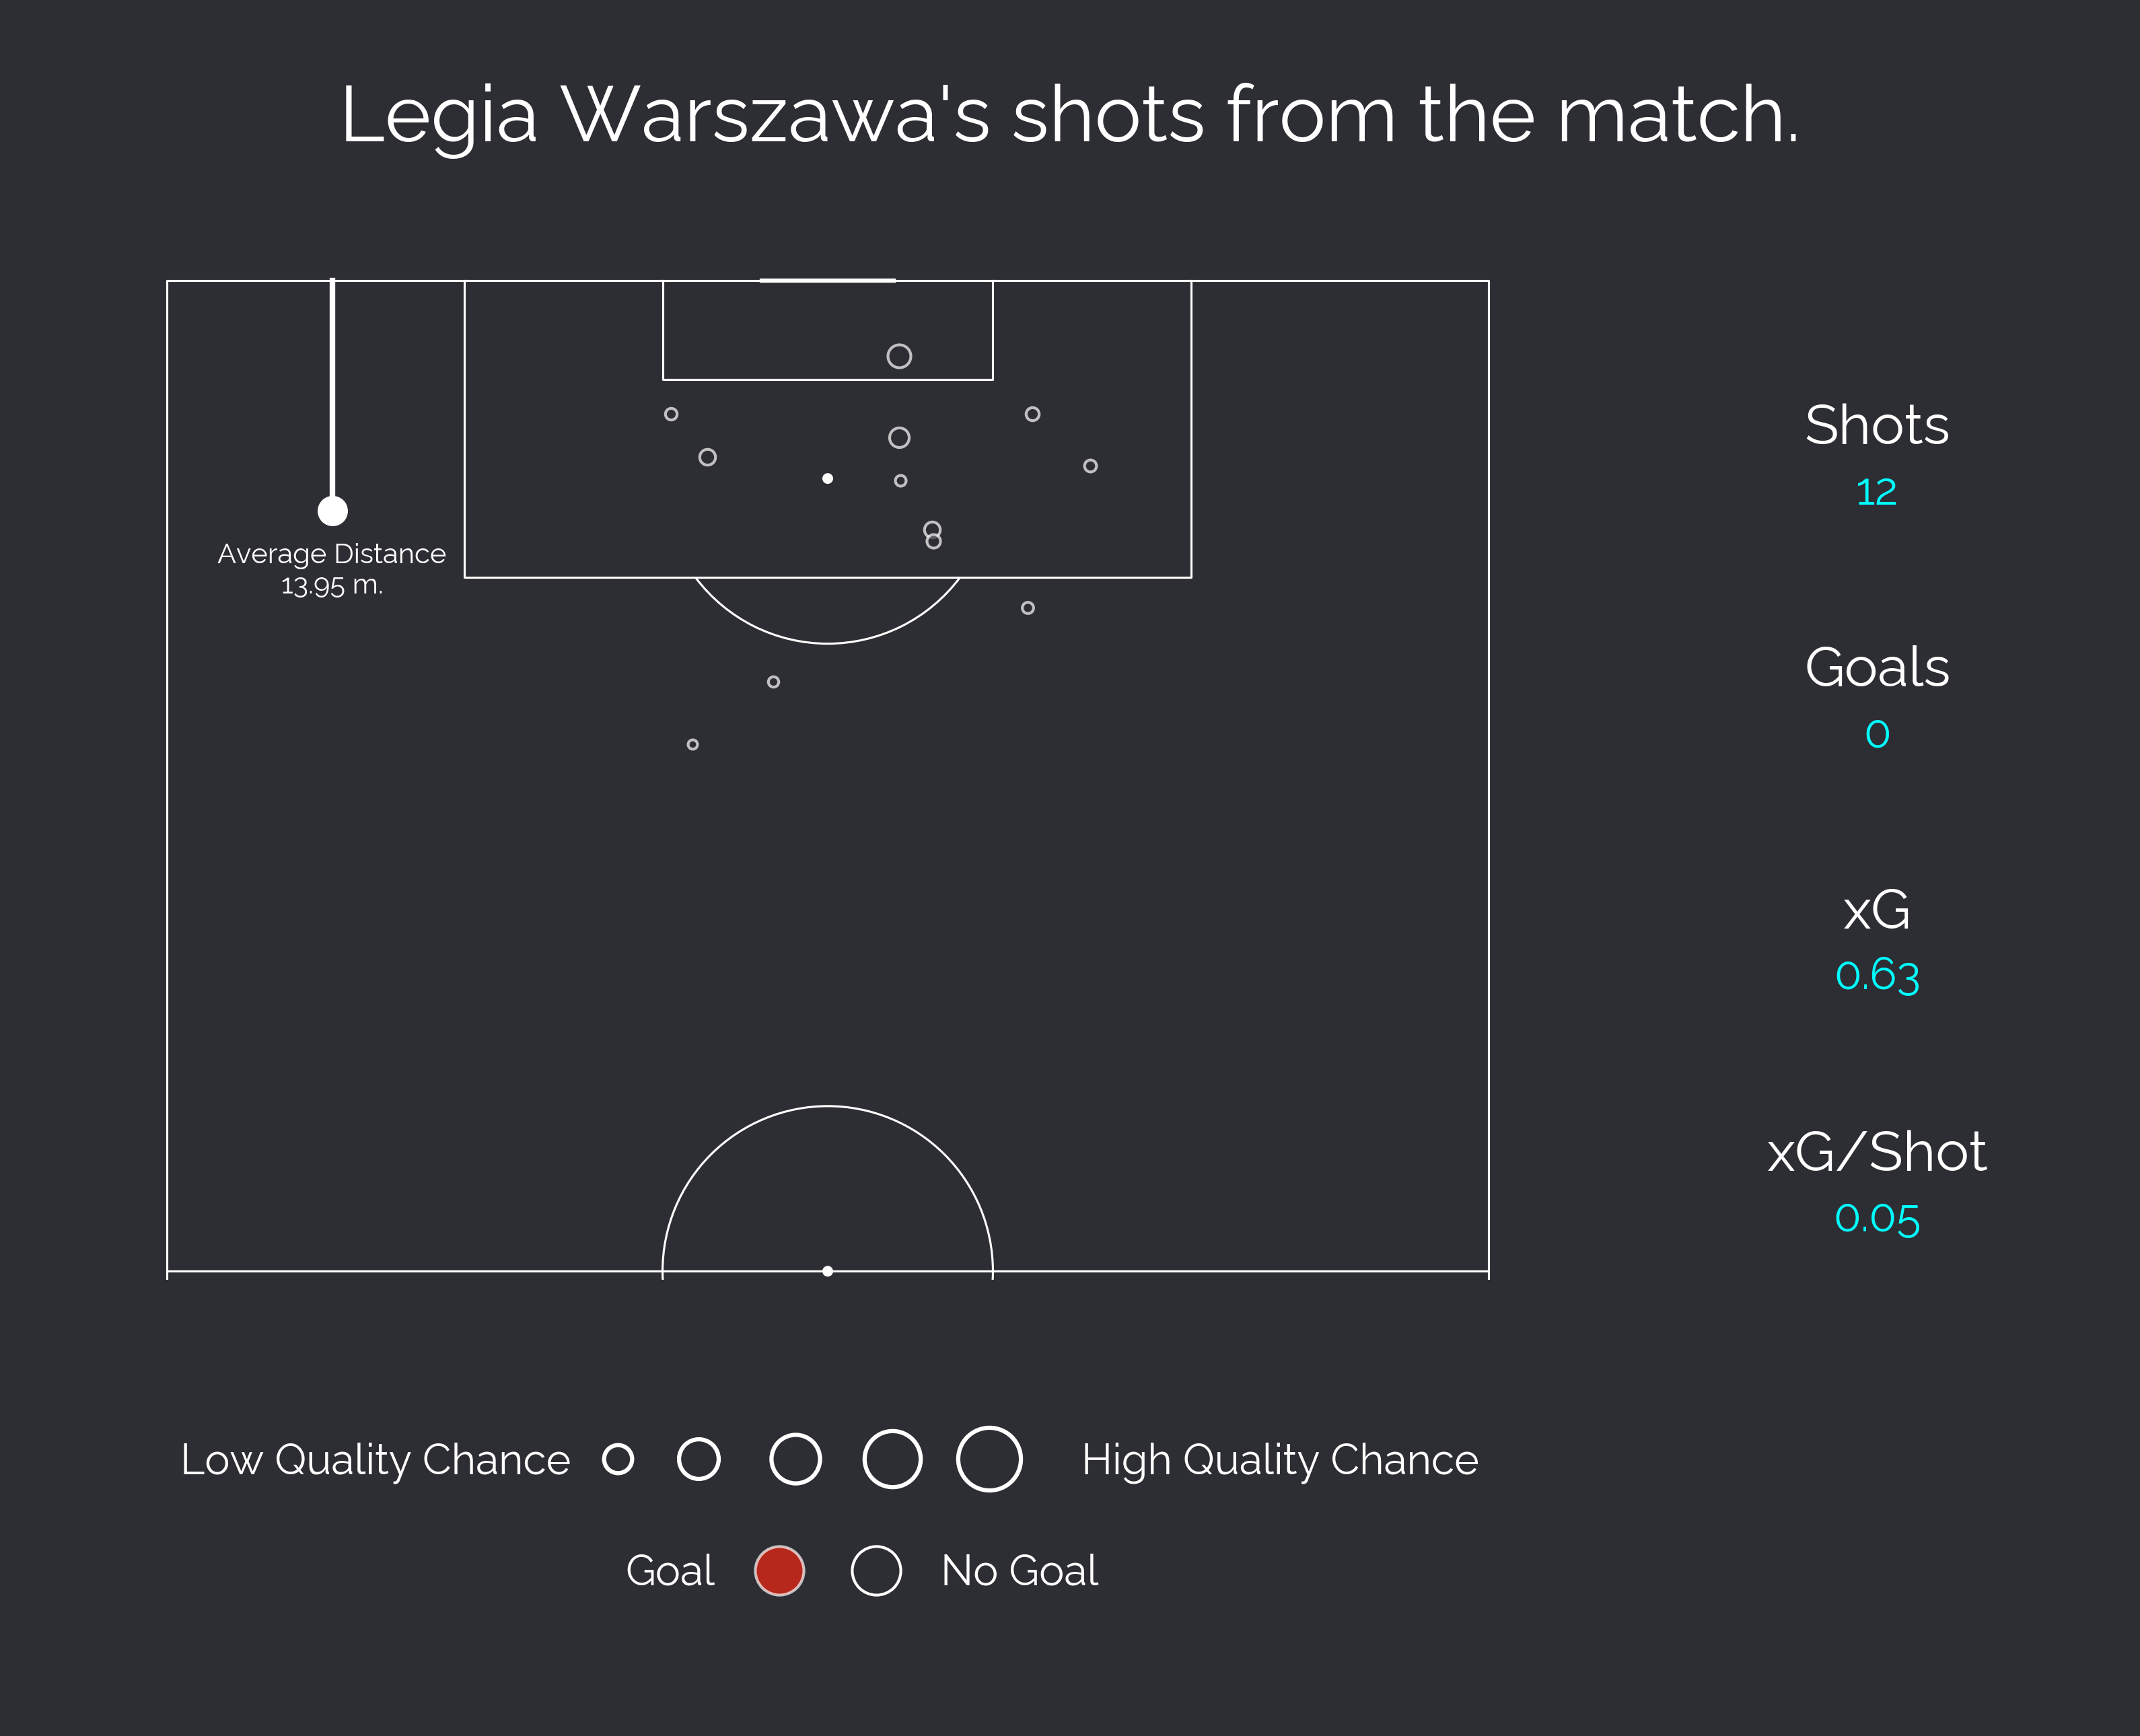 Legia Warszawa's shots from the match.
Average Distance
13.95 m.
Shots
12
Goals
0
xG
0.63
xG/Shot
0.05
Low Quality Chance
High Quality Chance
Goal
No Goal